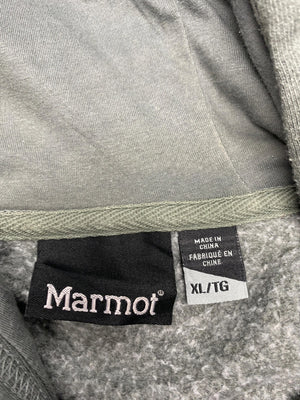 Marmot®
MADE IN
CHINA
FABRIQUÉ EN
CHINE
XL/TG